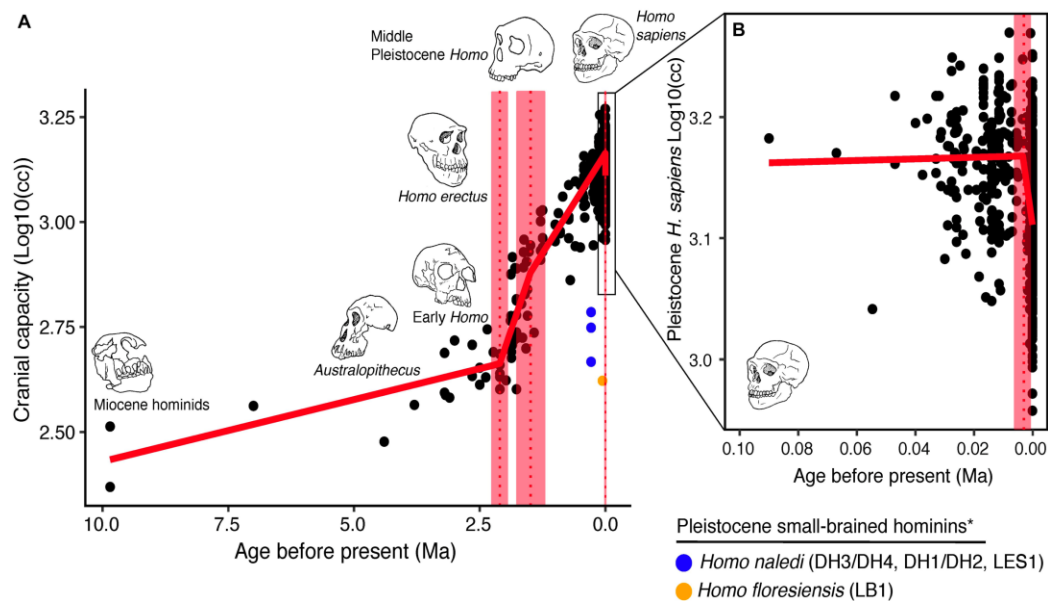 A
Middle
Pleistocene Homo
Homo
sapiens
Homo erectus
Early Homo
Australopithecus
Miocene hominids
Cranial capacity (Log10(cc))
3.25
3.00
2.75
2.50
10.0
7.5
5.0
2.5
0.0
Age before present (Ma)
B
Pleistocene H. sapiens Log10(cc)
3.2
3.1
3.0
0.10
0.08
0.06
0.04
0.02
0.00
Age before present (Ma)
Pleistocene small-brained hominins*
Homo naledi (DH3/DH4, DH1/DH2, LES1)
Homo floresiensis (LB1)